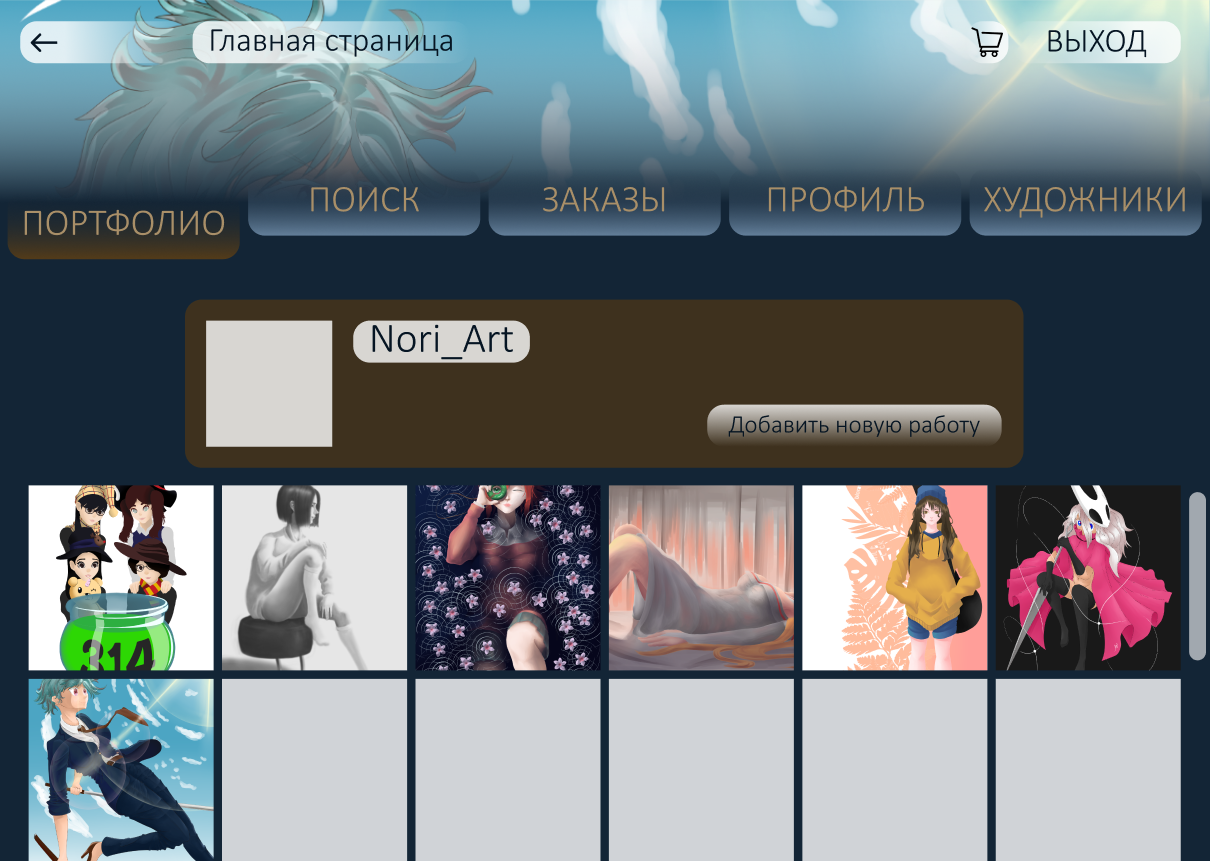 Главная страница
ВЫХОД
ПОРТФОЛИО
ПОИСК
ЗАКАЗЫ
ПРОФИЛЬ
ХУДОЖНИКИ
Nori_Art
Добавить новую работу
314